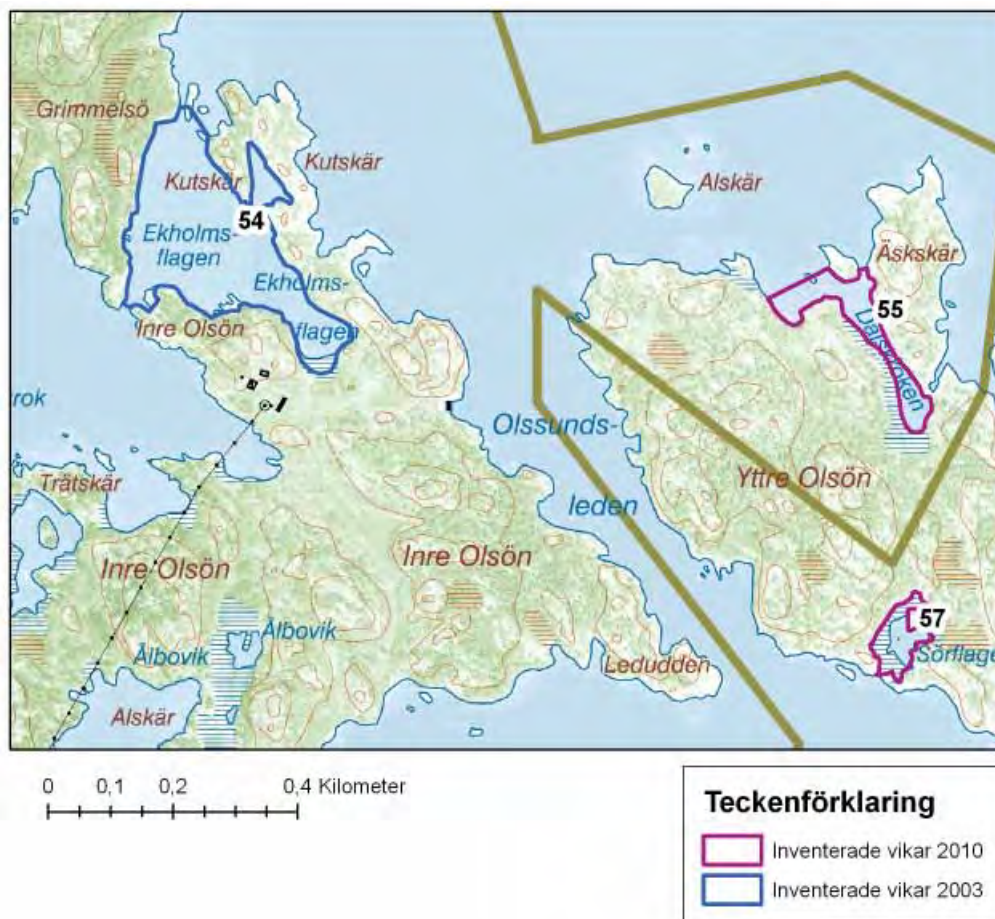 Grimmelsö
Kutskär
Kutskär
54
Ekholms-
flagen
Ekholms-
flagen
Inre Olsön
Alskär
Äskskär
55
rok
Olssunds-
leden
Yttre Olsön
Trätskär
Inre Olsön
Inre Olsön
Ålbovik
Ålbovik
Ledudden
57
Sörflage
Alskär
0 0,1 0,2 0,4 Kilometer
Teckenförklaring
Inventerade vikar 2010
Inventerade vikar 2003